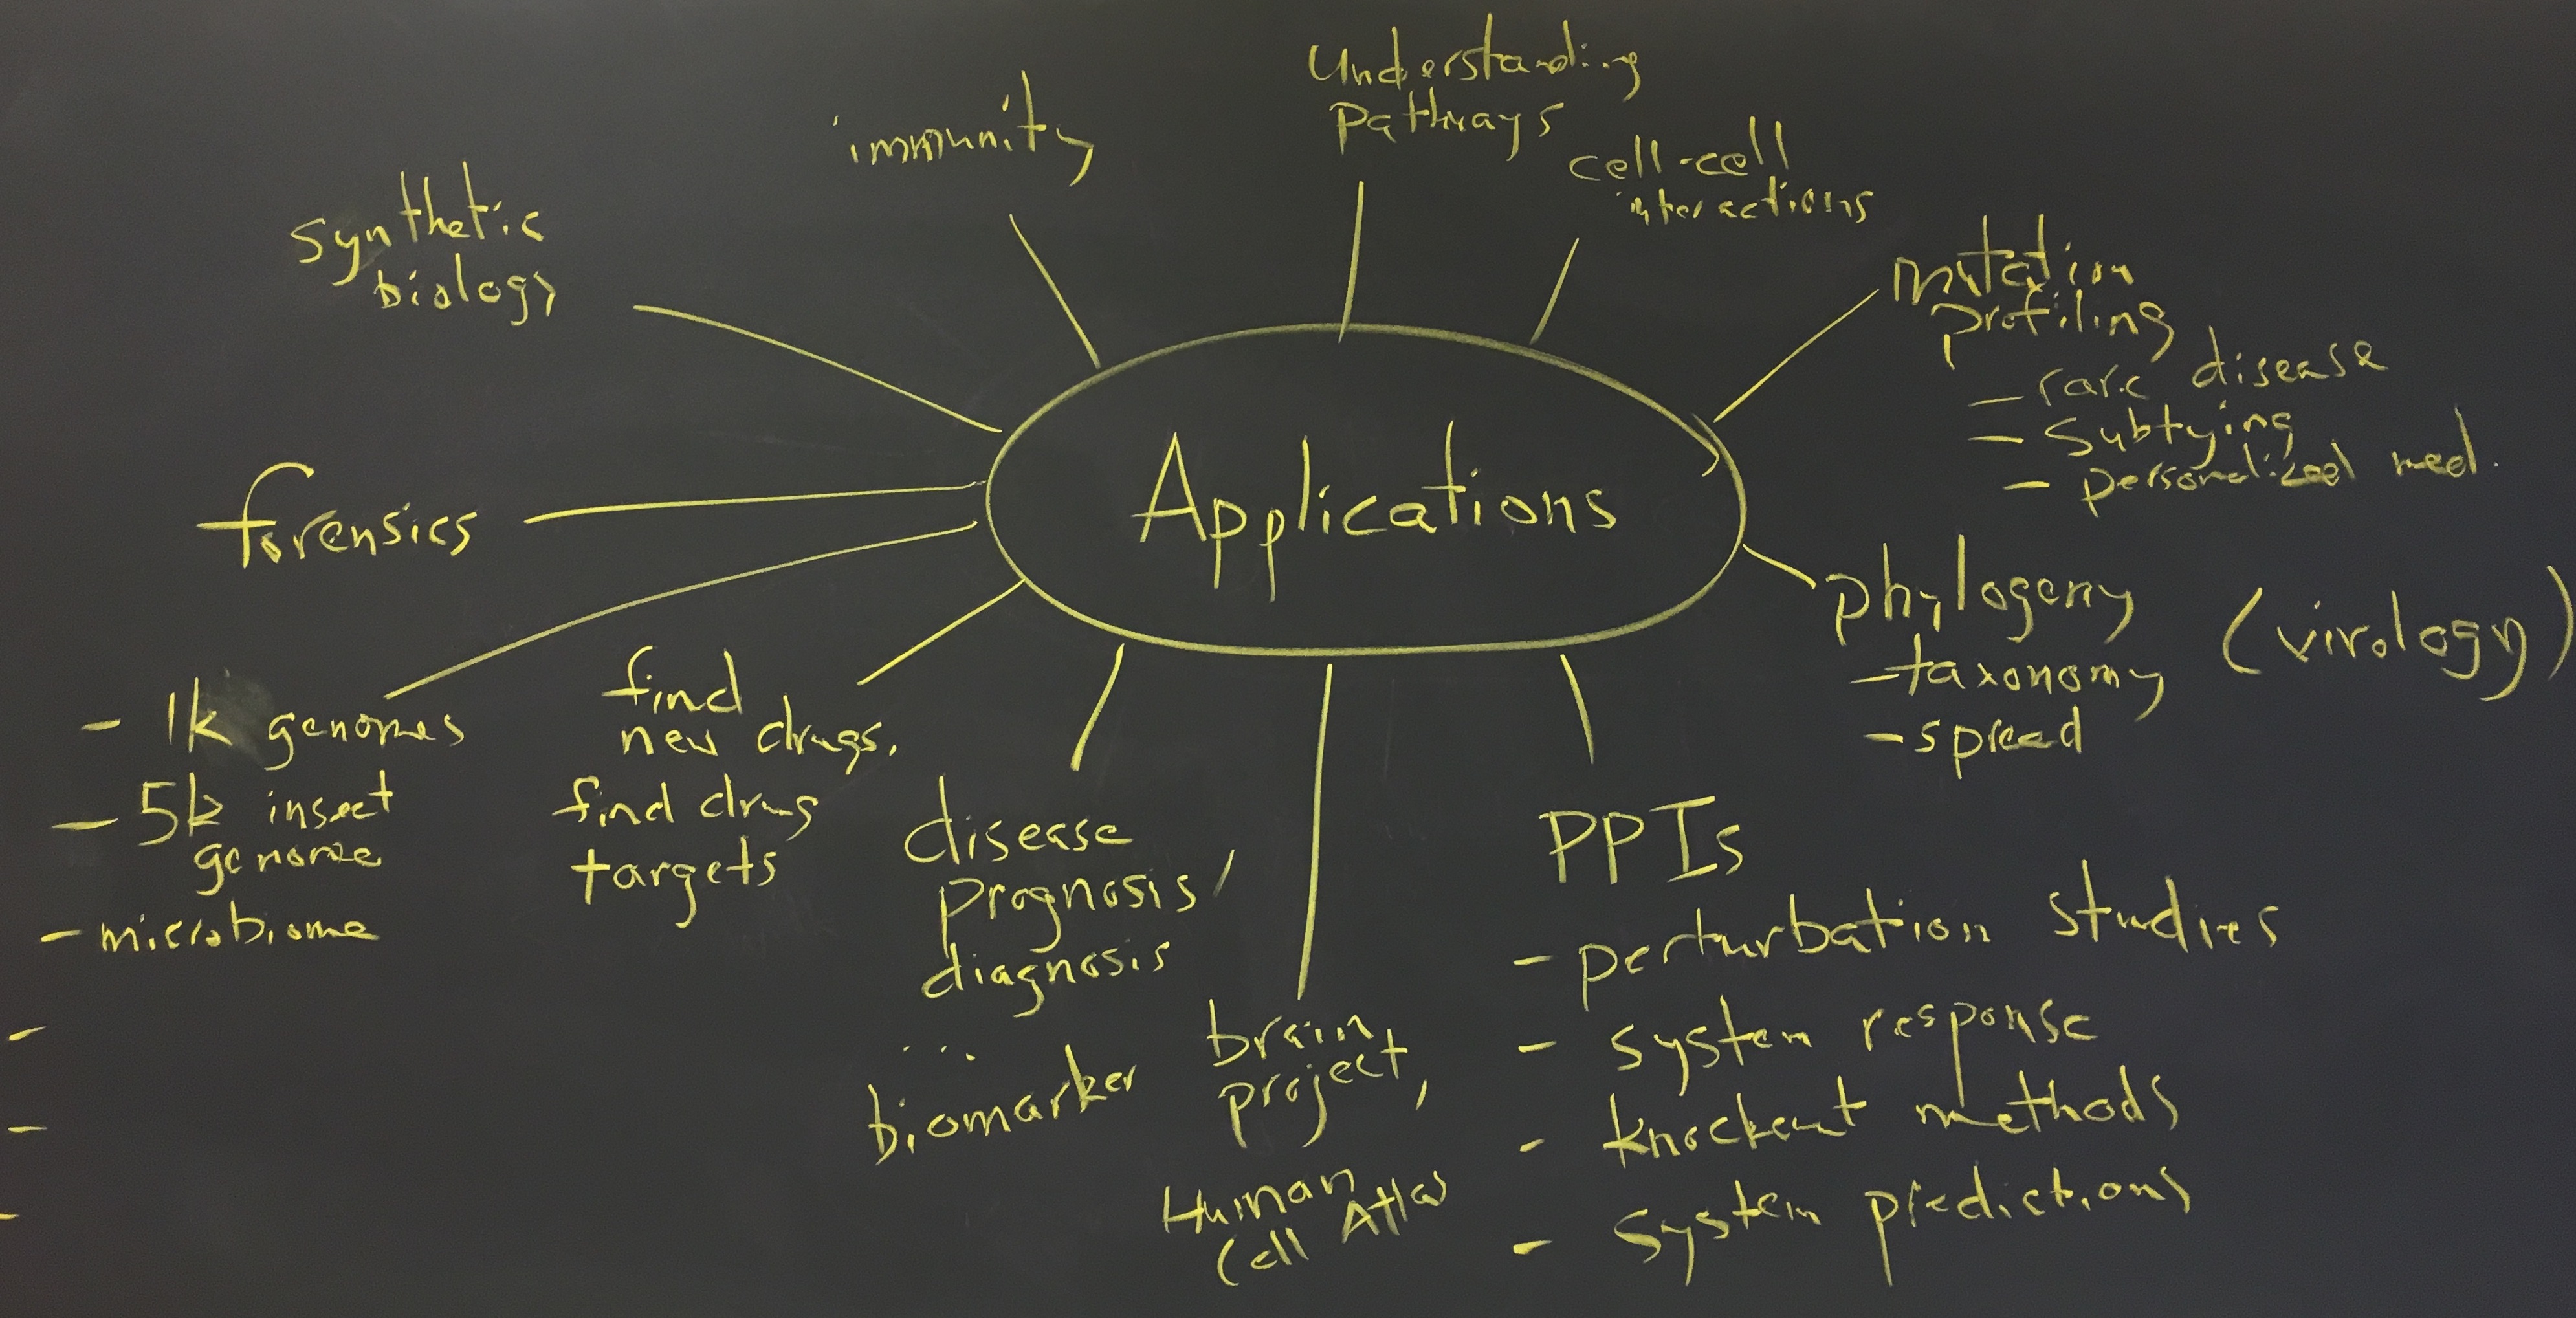 Understanding
pathways
immunity
cell-cell
interactions
synthetic
biology
mutation
profiling
- rare disease
- Subtying
- personalized med.
Applications
forensics
phylogeny (virology)
- taxonomy
- spread
- 1k genomes
- 5k insect
genome
- microbiome
-
-
-
find
new drugs,
find drug
targets
disease
prognosis/
diagnosis
...
biomarker
brain
project,
Human
Cell Atlas
PPIs
- perturbation studies
- system response
- knockout methods
- System predictions